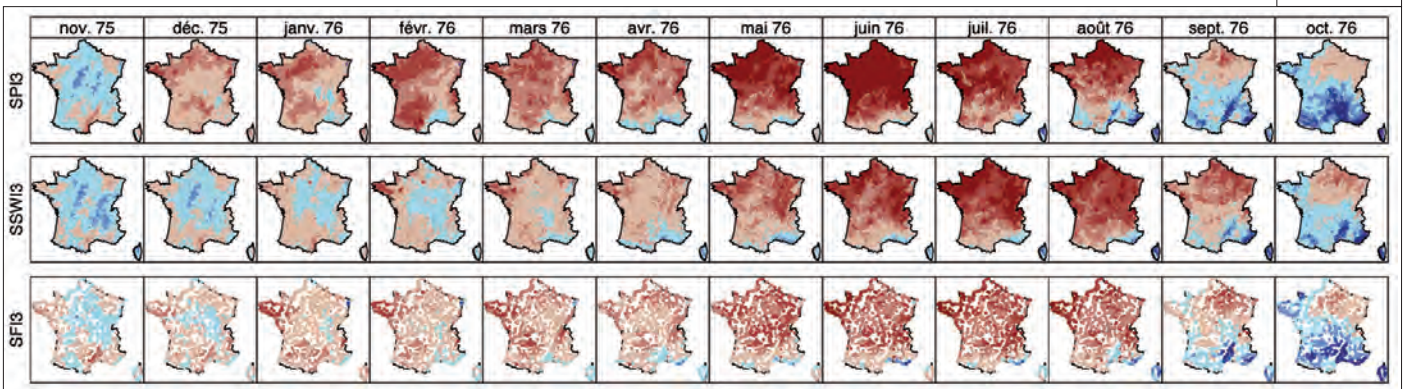 nov. 75 déc. 75 janv. 76 févr. 76 mars 76 avr. 76 mai 76 juin 76 juil. 76 août 76 sept. 76 oct. 76
SPI3
SSWI3
SFI3